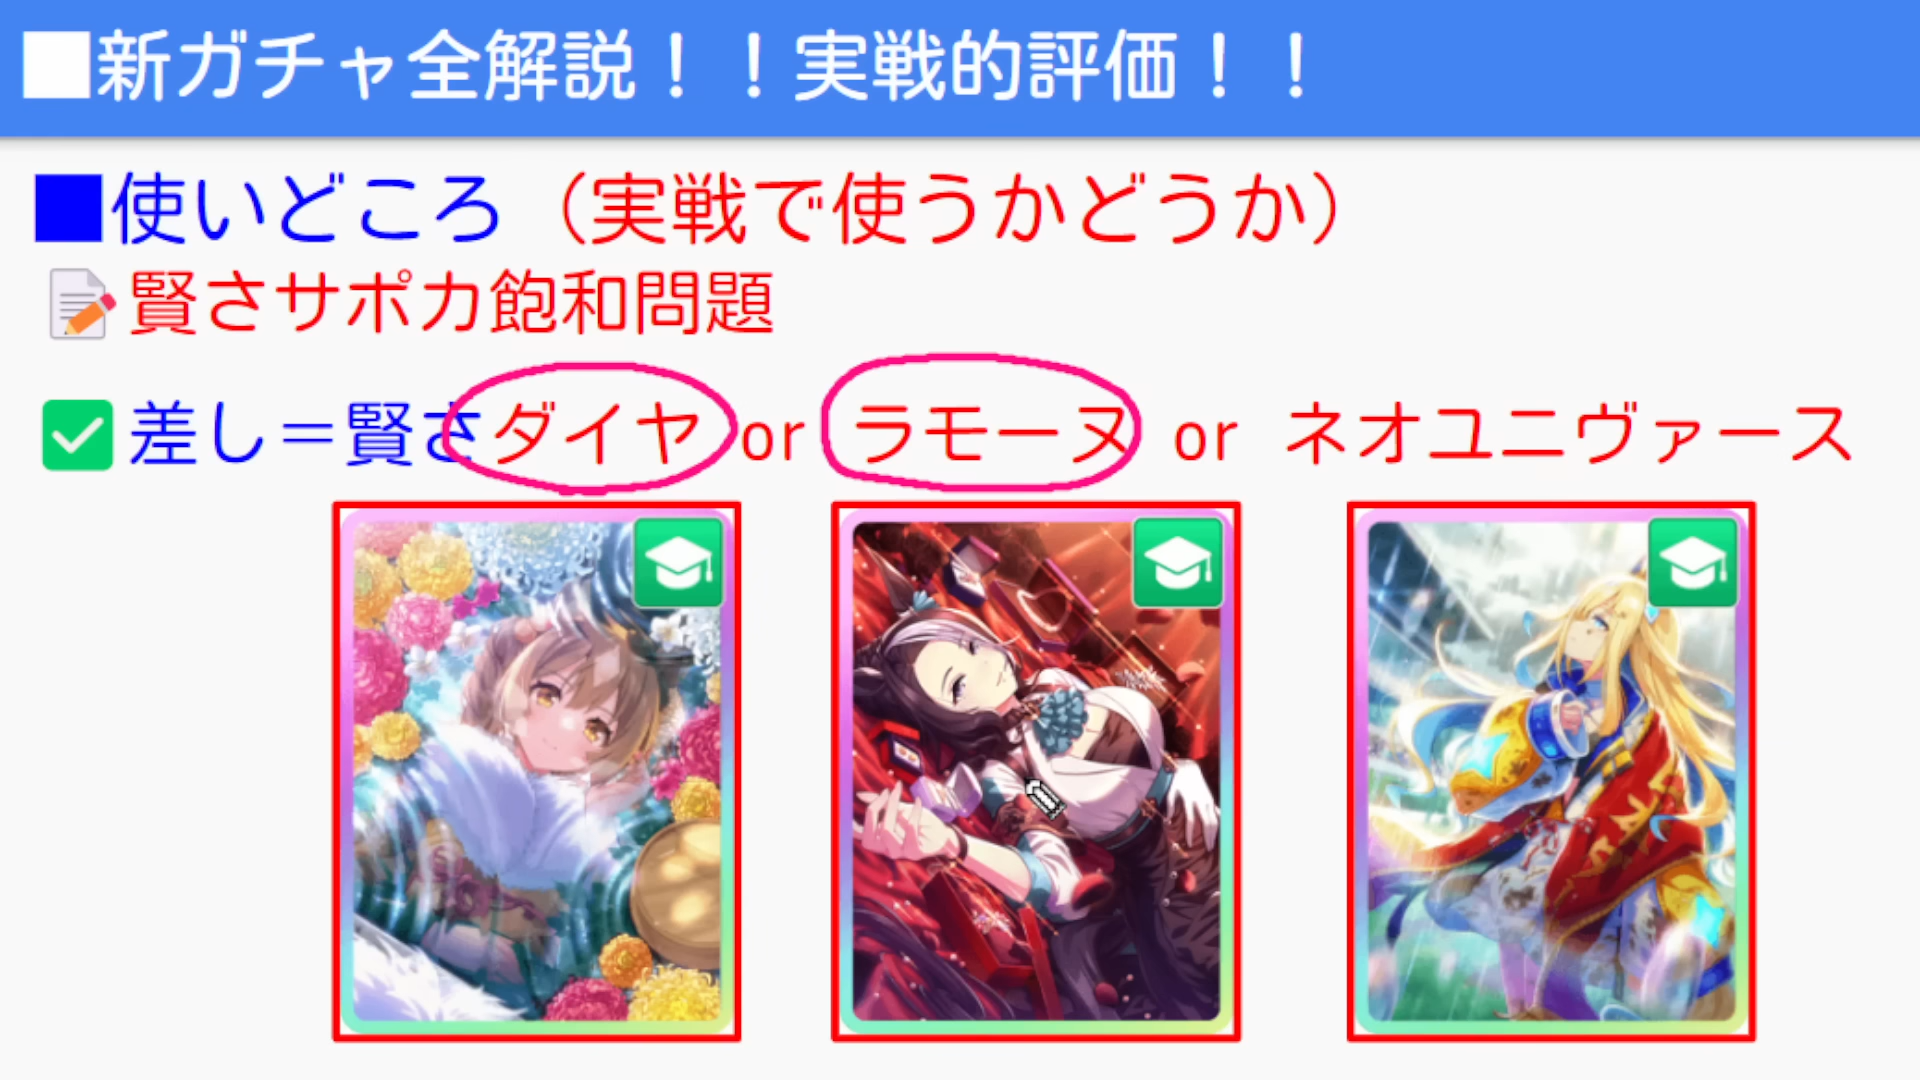 ■新ガチャ全解説!!実戦的評価!!
■使いどころ（実戦で使うかどうか）
賢さサポカ飽和問題
差し＝賢さダイヤ or ラモーヌ or ネオユニヴァース